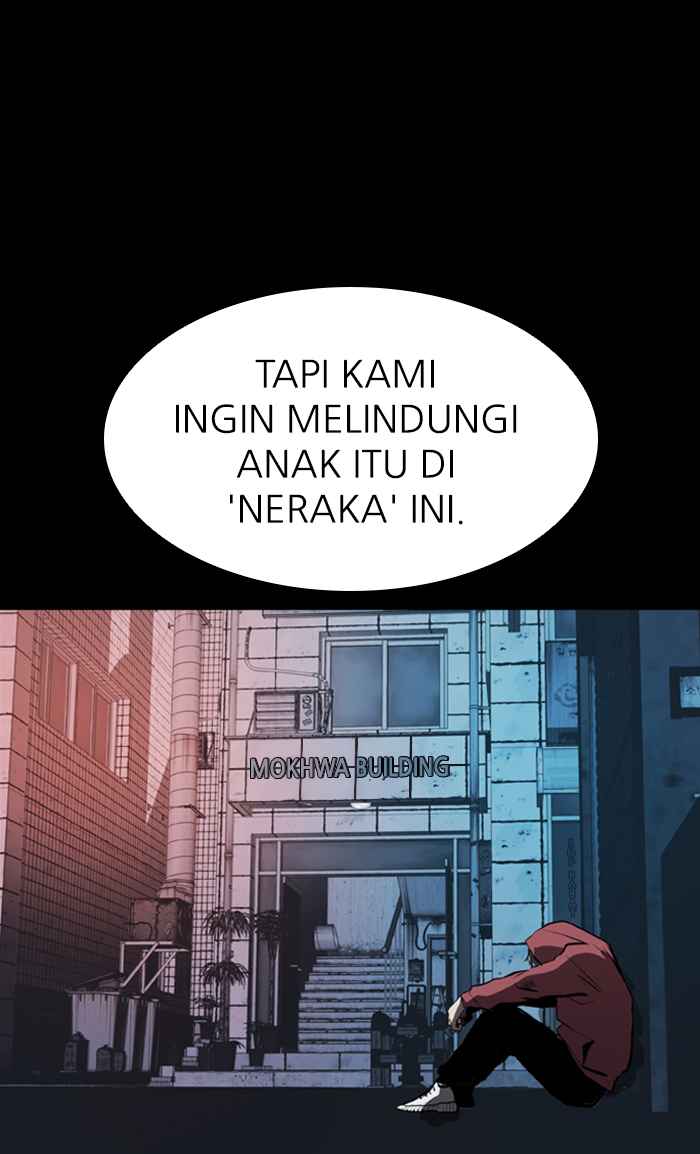 TAPI KAMI
INGIN MELINDUNGI
ANAK ITU DI
'NERAKA' INI.
MOKHWA BUILDING